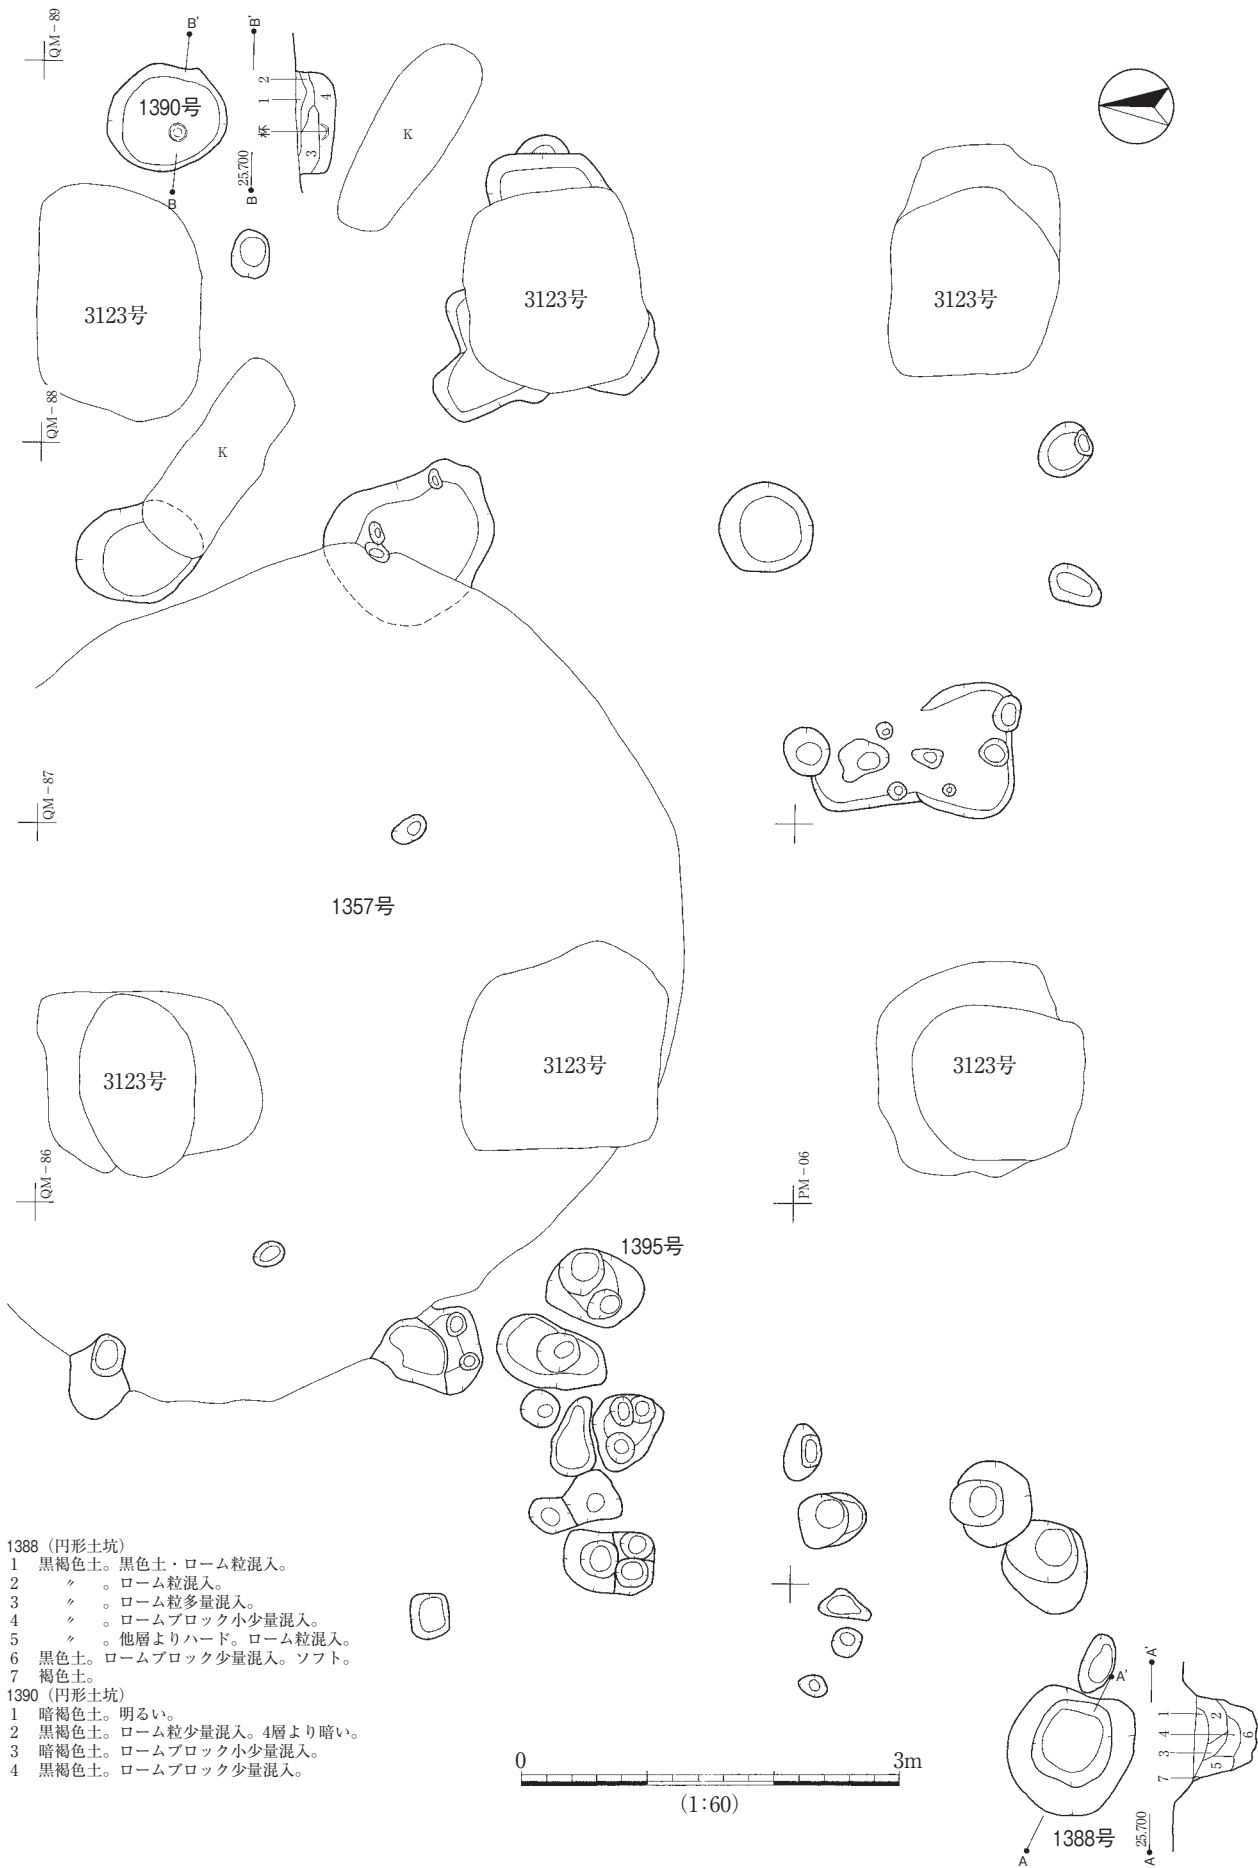 QM－89
B'
B'
1390号
2
1
杯
4
3
25.700
B
B
K
3123号
3123号
3123号
QM－88
K
QM－87
1357号
3123号
3123号
3123号
QM－86
PM－06
1395号
1388（円形土坑）
1 黒褐色土。黒色土・ローム粒混入。
2 〃 。ローム粒混入。
3 〃 。ローム粒多量混入。
4 〃 。ロームブロック小少量混入。
5 〃 。他層よりハード。ローム粒混入。
6 黒色土。ロームブロック少量混入。ソフト。
7 褐色土。
1390（円形土坑）
1 暗褐色土。明るい。
2 黒褐色土。ローム粒少量混入。4層より暗い。
3 暗褐色土。ロームブロック小少量混入。
4 黒褐色土。ロームブロック少量混入。
0 3m
(1:60)
A'
A'
1
4
3
7
2
5
6
1388号
25.700
A
A